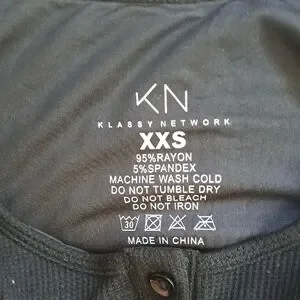 KN
KLASSY NETWORK
XXS
95%RAYON
5%SPANDEX
MACHINE WASH COLD
DO NOT TUMBLE DRY
DO NOT BLEACH
DO NOT IRON
30
MADE IN CHINA